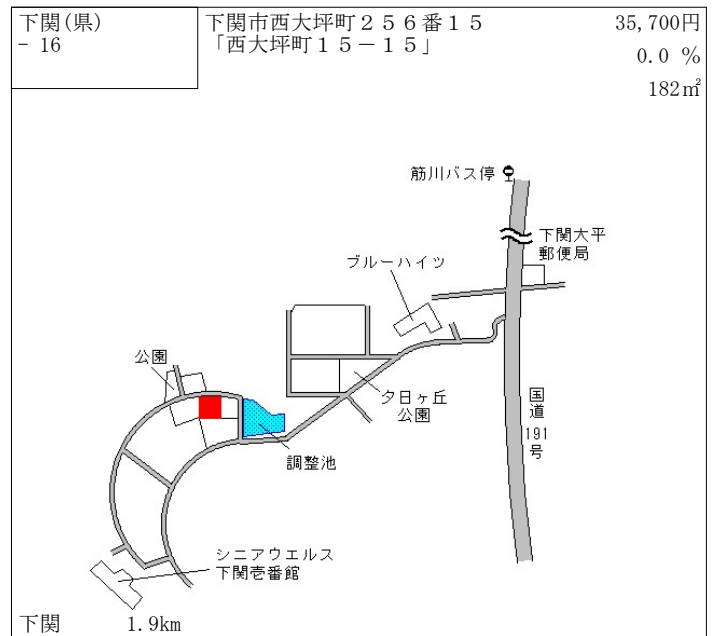 下関(県)
- 16
下関市西大坪町２５６番１５
「西大坪町１５－１５」
35,700円
0.0 %
182㎡
筋川バス停
下関大平
郵便局
ブルーハイツ
公園
夕日ヶ丘
公園
国道191号
調整池
シニアウエルス
下関壱番館
下関 1.9km